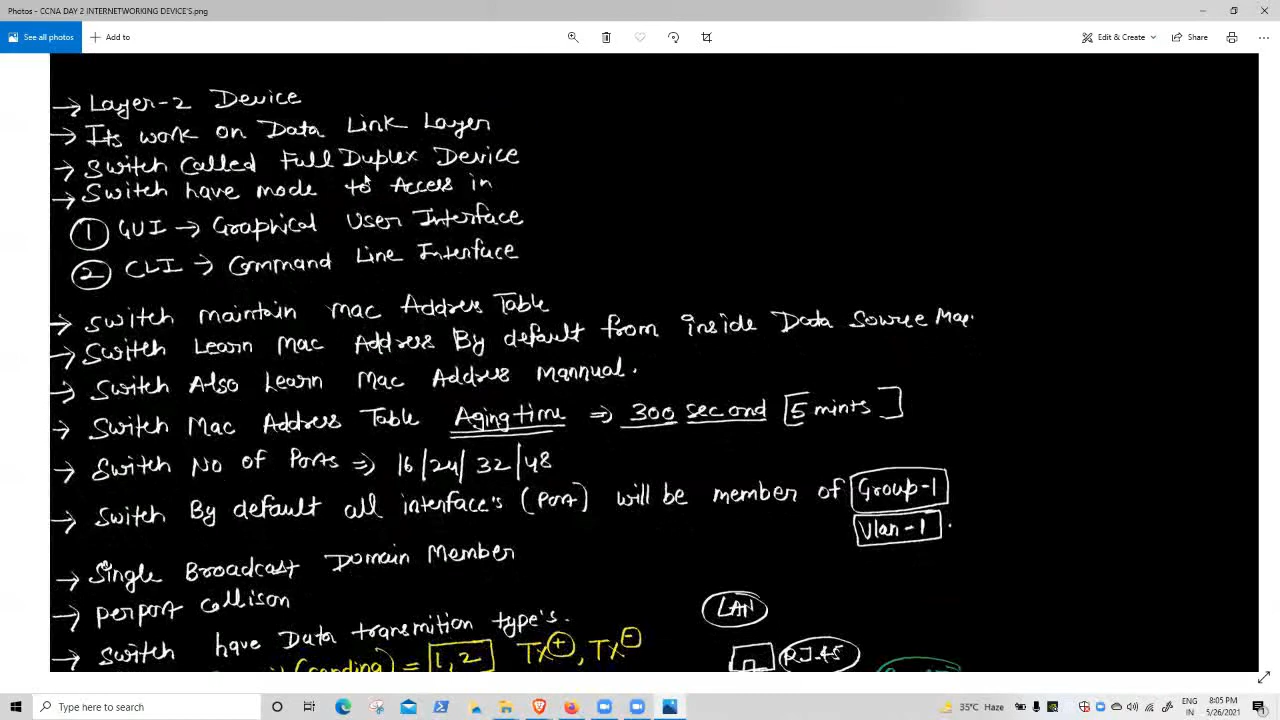 Photos - CCNA DAY 2 INTERNETWORKING DEVICE'S.png
See all photos
Add to
Edit & Create
Share
→ Layer-2 Device
→ Its work on Data Link Layer
→ Switch Called Full Duplex Device
→ Switch have mode to Access in
1 GUI → Graphical User Interface
2 CLI → Command Line Interface
→ Switch maintain mac Address Table
→ Switch Learn Mac Address By default from inside Data Source Mac.
→ Switch Also Learn Mac Address Mannual.
→ Switch Mac Address Table Aging time ⇒ 300 second [5 mints]
→ Switch No of Ports ⇒ 16/24/32/48
→ Switch By default all interface's (Port) will be member of Group-1
Vlan-1.
→ Single Broadcast Domain Member
→ perport collison
LAN
→ Switch have Data transmition type's.
(sending) = 1,2 Tx+, Tx-
RJ-45
Type here to search
35°C Haze
ENG
IN
8:05 PM
5/26/2021